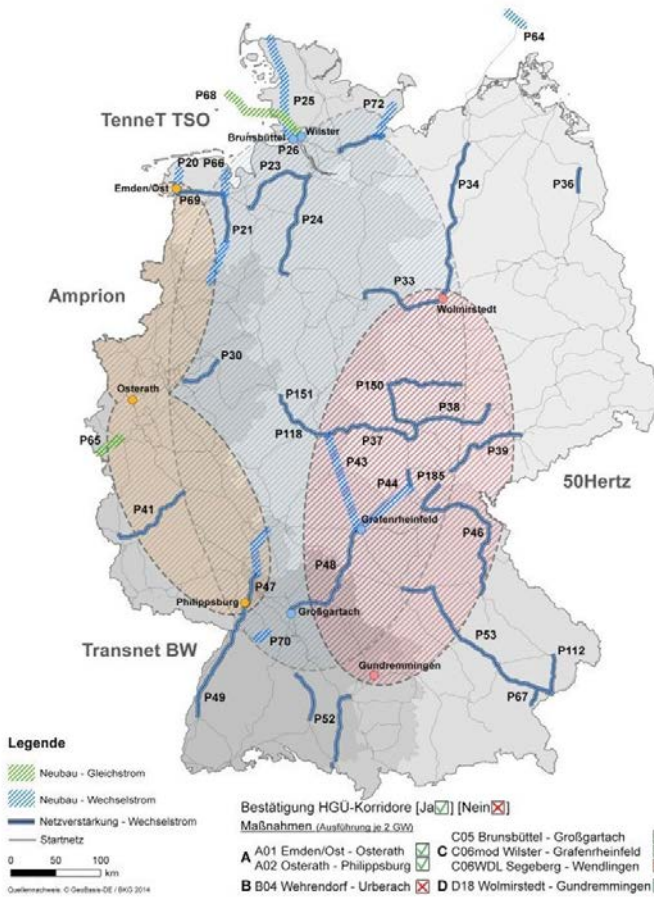 P64
P68
P25
P72
TenneT TSO
Brunsbüttel
Wilster
P26
P20
P66
P23
Emden/Ost
P69
P34
P36
P21
P24
Amprion
P33
Wolmirstedt
P30
P151
P150
Osterath
P38
P118
P37
P65
P43
P39
P44
P185
50Hertz
P41
Grafenrheinfeld
P46
P48
P47
Philippsburg
Großgartach
P53
P70
Transnet BW
P112
Gundremmingen
P49
P67
P52
Legende
Neubau - Gleichstrom
Neubau - Wechselstrom
Netzverstärkung - Wechselstrom
Startnetz
0 50 100
km
Quellennachweis: © GeoBasis-DE / BKG 2014
Bestätigung HGÜ-Korridore [Ja☑] [Nein☒]
Maßnahmen (Ausführung je 2 GW)
A A01 Emden/Ost - Osterath ☑
A02 Osterath - Philippsburg ☑
B B04 Wehrendorf - Urberach ☒
C C05 Brunsbüttel - Großgartach
C06mod Wilster - Grafenrheinfeld
C06WDL Segeberg - Wendlingen
D D18 Wolmirstedt - Gundremmingen